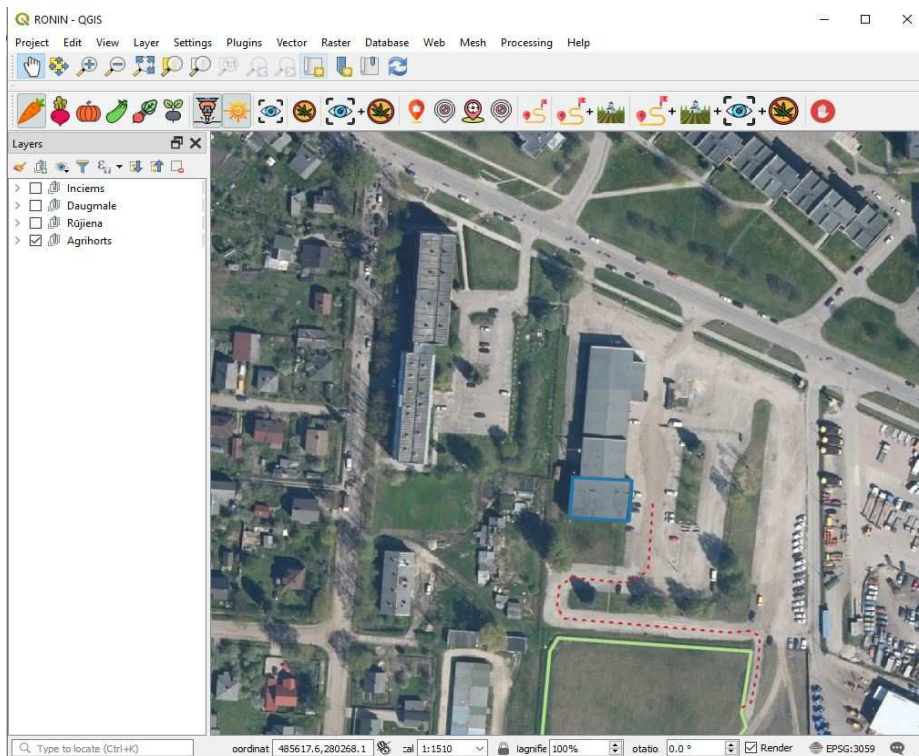 RONIN - QGIS
Project Edit View Layer Settings Plugins Vector Raster Database Web Mesh Processing Help
Layers
Inciems
Daugmale
Rūjiena
Agrihorts
Type to locate (Ctrl+K) oordinat 485617.6,280268.1 :al 1:1510 lagnifie 100% otatio 0.0 ° Render EPSG:3059